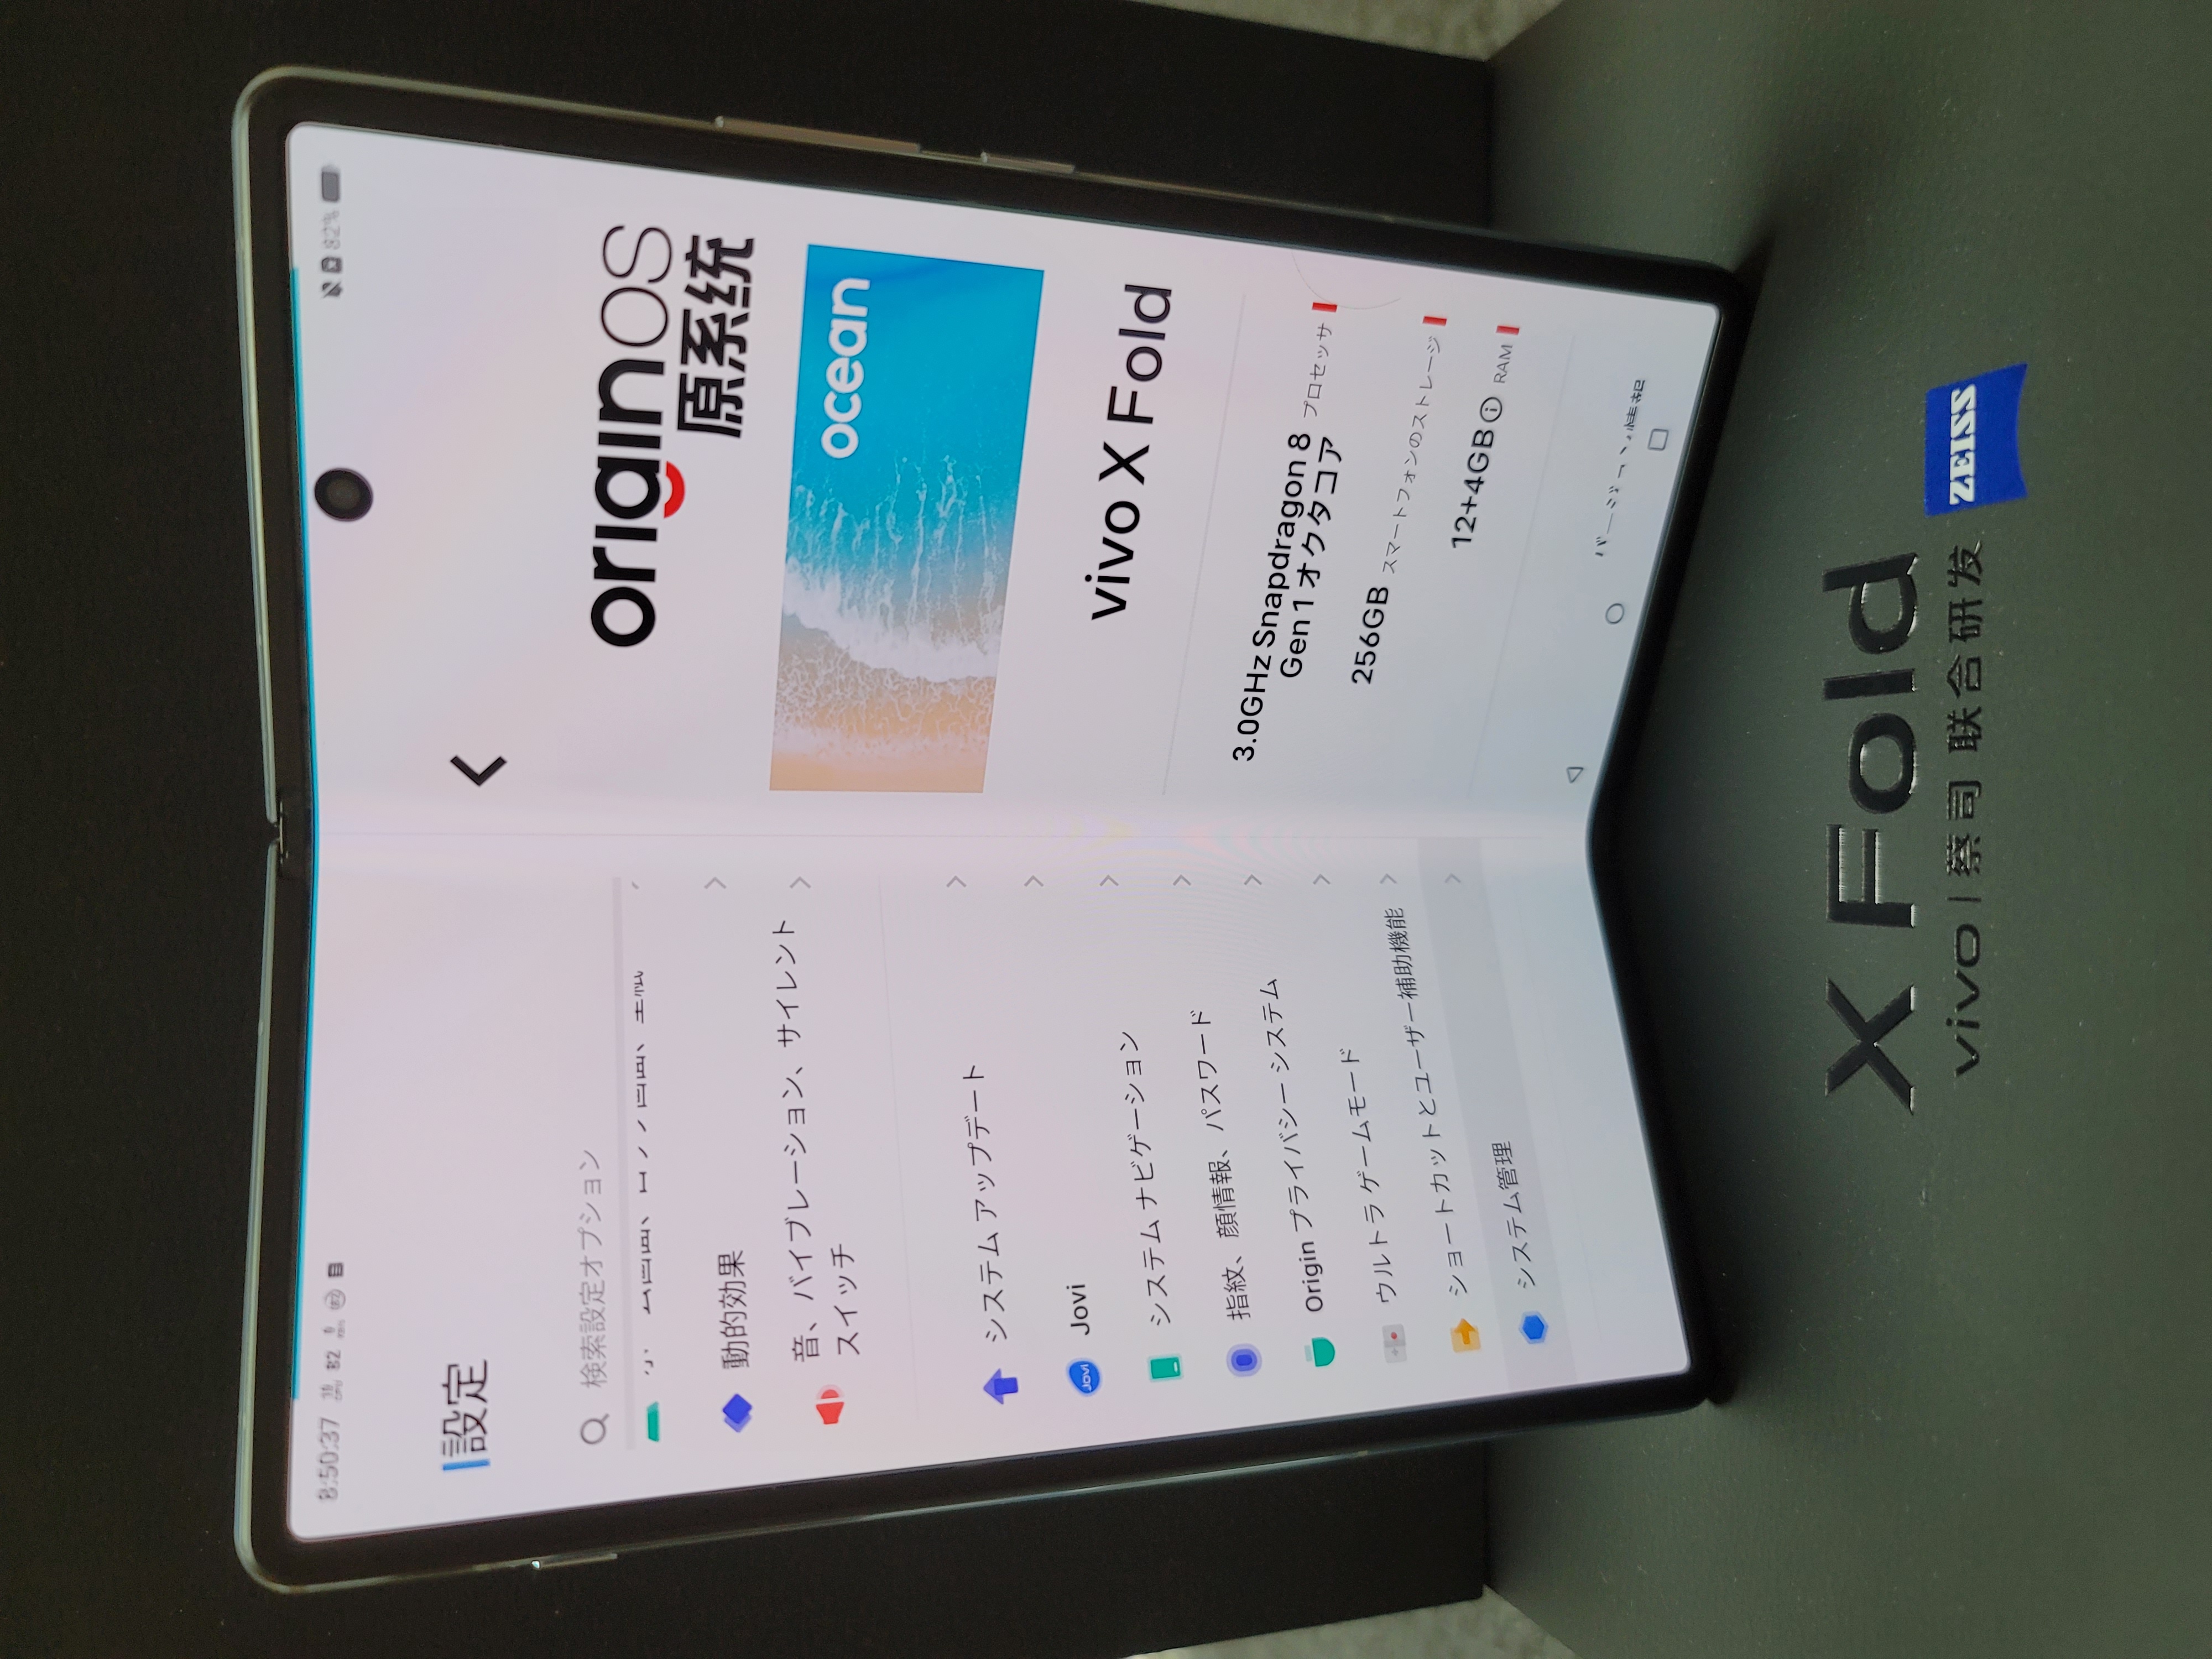 8:50:37
82
82%
設定
検索設定オプション
動的効果
音、バイブレーション、サイレント
スイッチ
システム アップデート
Jovi
Jovi
システム ナビゲーション
指紋、顔情報、パスワード
Origin プライバシー システム
ウルトラ ゲームモード
ショートカットとユーザー補助機能
システム管理
originOS
原系统
ocean
vivo X Fold
3.0GHz Snapdragon 8
Gen 1 オクタコア
プロセッサ
256GB スマートフォンのストレージ
12+4GB RAM
X Fold
vivo | 蔡司 联合研发 ZEISS